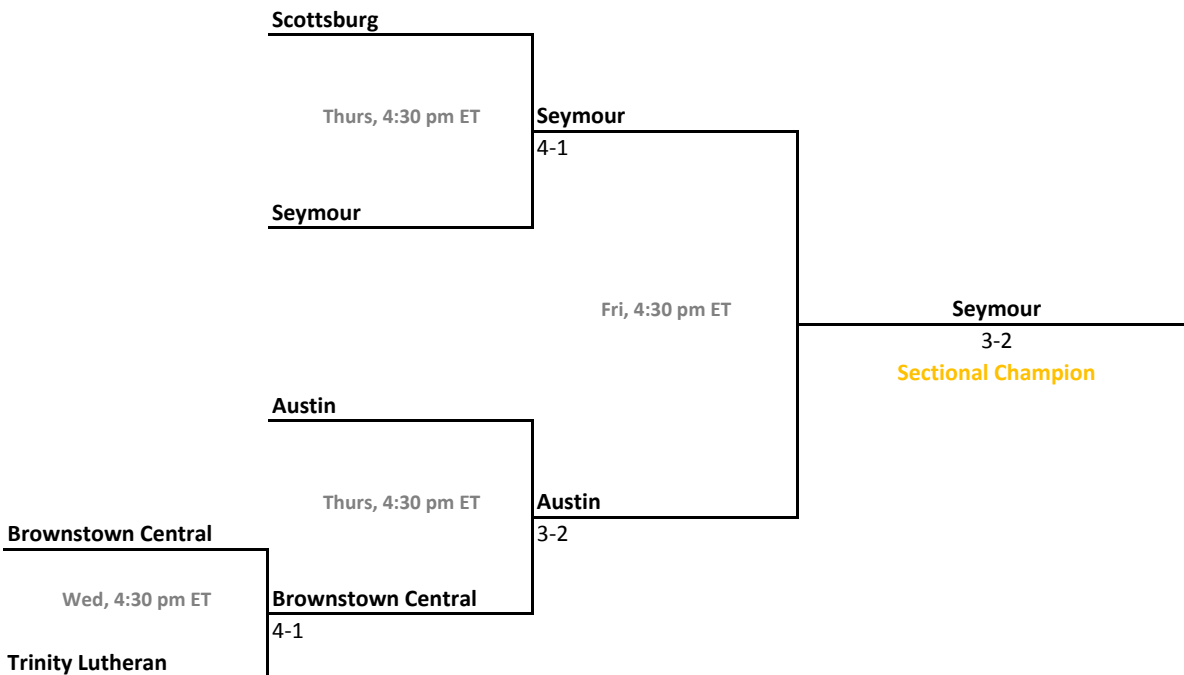 Scottsburg
Thurs, 4:30 pm ET
Seymour
4-1
Seymour
Fri, 4:30 pm ET
Seymour
3-2
Sectional Champion
Austin
Thurs, 4:30 pm ET
Austin
3-2
Brownstown Central
Wed, 4:30 pm ET
Brownstown Central
4-1
Trinity Lutheran